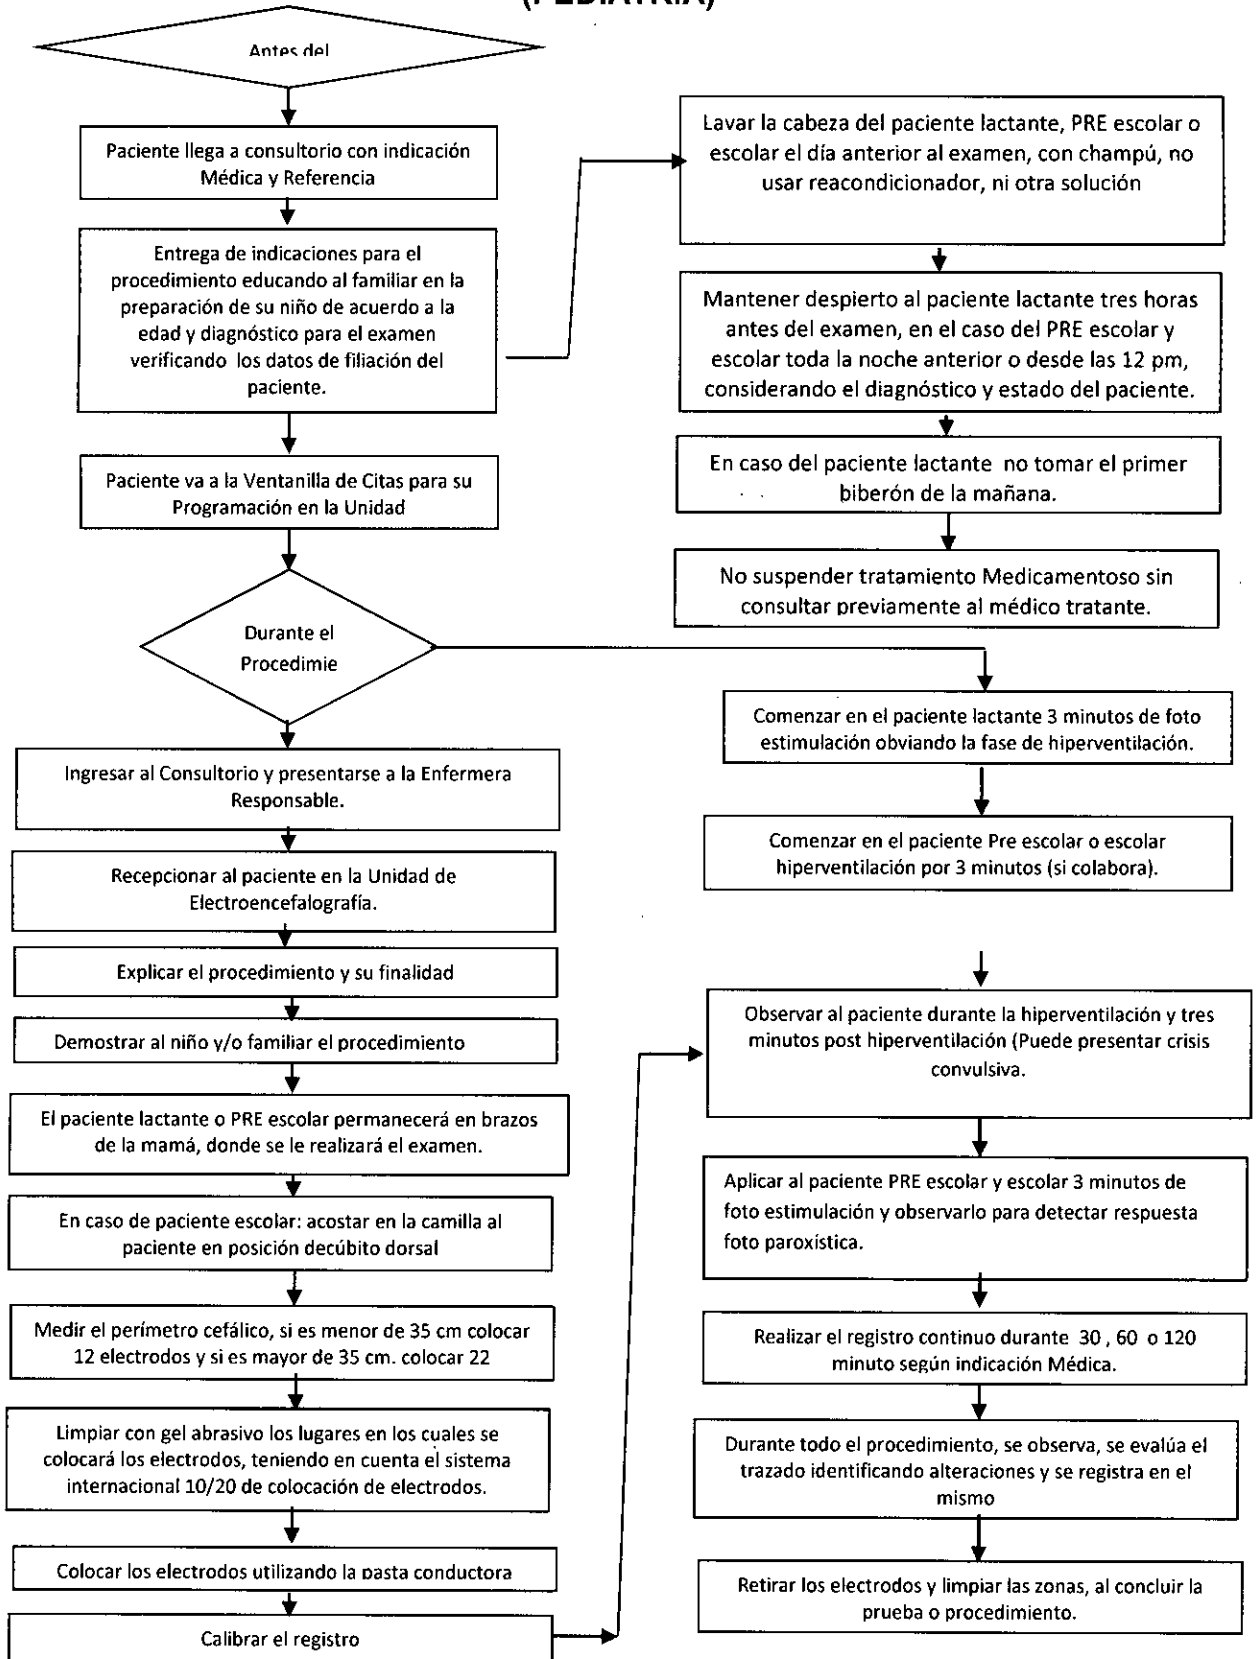 (PEDIATRIA)
Antes del
Paciente llega a consultorio con indicación
Médica y Referencia
Entrega de indicaciones para el
procedimiento educando al familiar en la
preparación de su niño de acuerdo a la
edad y diagnóstico para el examen
verificando los datos de filiación del
paciente.
Paciente va a la Ventanilla de Citas para su
Programación en la Unidad
Lavar la cabeza del paciente lactante, PRE escolar o
escolar el día anterior al examen, con champú, no
usar reacondicionador, ni otra solución
Mantener despierto al paciente lactante tres horas
antes del examen, en el caso del PRE escolar y
escolar toda la noche anterior o desde las 12 pm,
considerando el diagnóstico y estado del paciente.
En caso del paciente lactante no tomar el primer
biberón de la mañana.
No suspender tratamiento Medicamentoso sin
consultar previamente al médico tratante.
Durante el
Procedimie
Ingresar al Consultorio y presentarse a la Enfermera
Responsable.
Recepcionar al paciente en la Unidad de
Electroencefalografía.
Explicar el procedimiento y su finalidad
Demostrar al niño y/o familiar el procedimiento
El paciente lactante o PRE escolar permanecerá en brazos
de la mamá, donde se le realizará el examen.
En caso de paciente escolar: acostar en la camilla al
paciente en posición decúbito dorsal
Medir el perímetro cefálico, si es menor de 35 cm colocar
12 electrodos y si es mayor de 35 cm. colocar 22
Limpiar con gel abrasivo los lugares en los cuales se
colocará los electrodos, teniendo en cuenta el sistema
internacional 10/20 de colocación de electrodos.
Colocar los electrodos utilizando la pasta conductora
Calibrar el registro
Comenzar en el paciente lactante 3 minutos de foto
estimulación obviando la fase de hiperventilación.
Comenzar en el paciente Pre escolar o escolar
hiperventilación por 3 minutos (si colabora).
Observar al paciente durante la hiperventilación y tres
minutos post hiperventilación (Puede presentar crisis
convulsiva.
Aplicar al paciente PRE escolar y escolar 3 minutos de
foto estimulación y observarlo para detectar respuesta
foto paroxística.
Realizar el registro continuo durante 30 , 60 o 120
minuto según indicación Médica.
Durante todo el procedimiento, se observa, se evalúa el
trazado identificando alteraciones y se registra en el
mismo
Retirar los electrodos y limpiar las zonas, al concluir la
prueba o procedimiento.